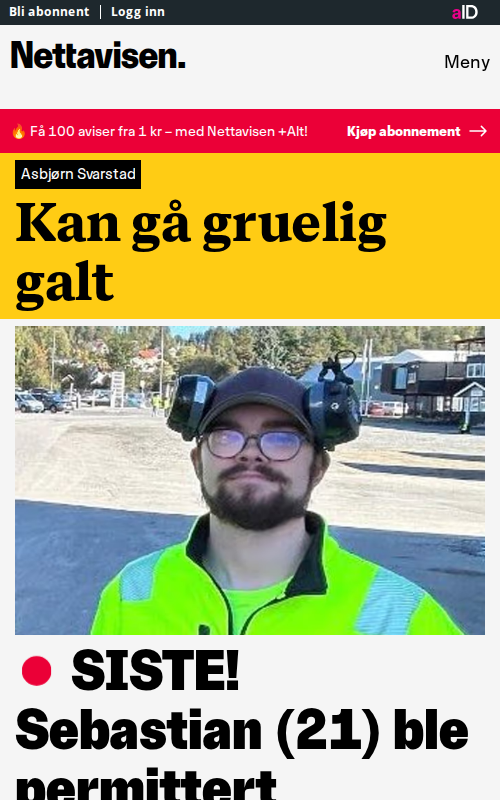 Bli abonnent | Logg inn
aID
Nettavisen.
Meny
🔥 Få 100 aviser fra 1 kr – med Nettavisen +Alt!
Kjøp abonnement →
Asbjørn Svarstad
Kan gå gruelig
galt
SISTE!
Sebastian (21) ble
permittert